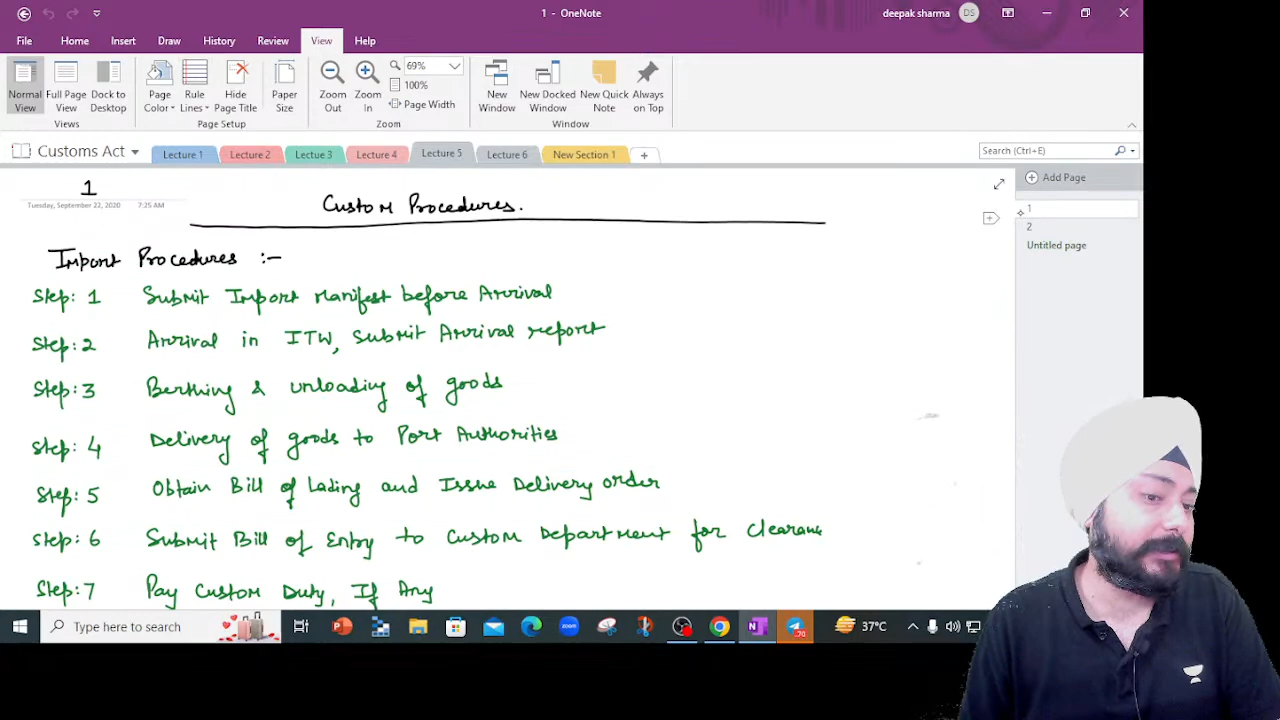 1 - OneNote
deepak sharma DS
File Home Insert Draw History Review View Help
Normal View
Full Page View
Dock to Desktop
Views
Page Color
Rule Lines
Hide Page Title
Paper Size
Page Setup
Zoom Out
Zoom In
69%
100%
Page Width
Zoom
New Window
New Docked Window
New Quick Note
Always on Top
Window
Customs Act
Lecture 1 Lecture 2 Lectue 3 Lecture 4 Lecture 5 Lecture 6 New Section 1 +
Search (Ctrl+E)
Add Page
1
2
Untitled page
1
Tuesday, September 22, 2020 7:25 AM
Custom Procedures.
Import Procedures :-
Step: 1 Submit Import Manifest before Arrival
Step: 2 Arrival in ITW, Submit Arrival report
Step: 3 Berthing & unloading of goods
Step: 4 Delivery of goods to Port Authorities
Step: 5 Obtain Bill of Lading and Issue Delivery order
Step: 6 Submit Bill of Entry to Custom Department for Clearance
Step: 7 Pay Custom Duty, If Any
Type here to search
zoom
70
37°C